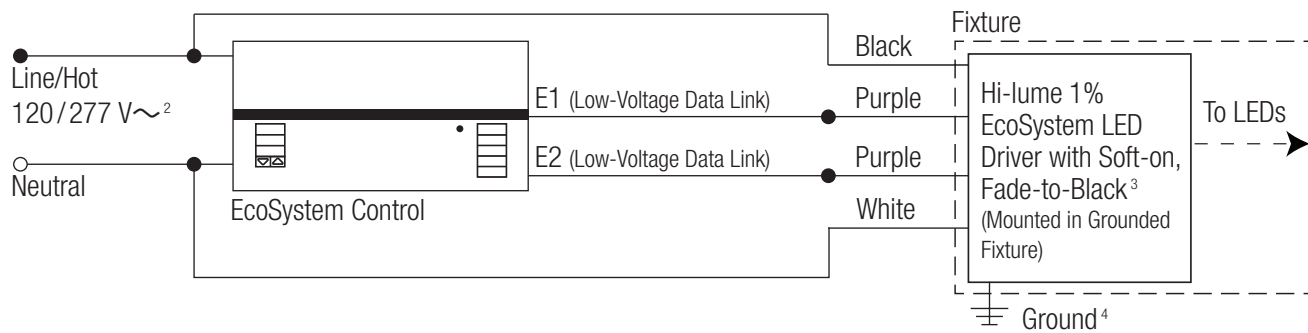 Fixture
Black
Line/Hot
120/277 V~ 2
E1 (Low-Voltage Data Link)
Purple
Hi-lume 1%
EcoSystem LED
Driver with Soft-on,
Fade-to-Black 3
(Mounted in Grounded
Fixture)
To LEDs
E2 (Low-Voltage Data Link)
Purple
Neutral
EcoSystem Control
White
Ground 4